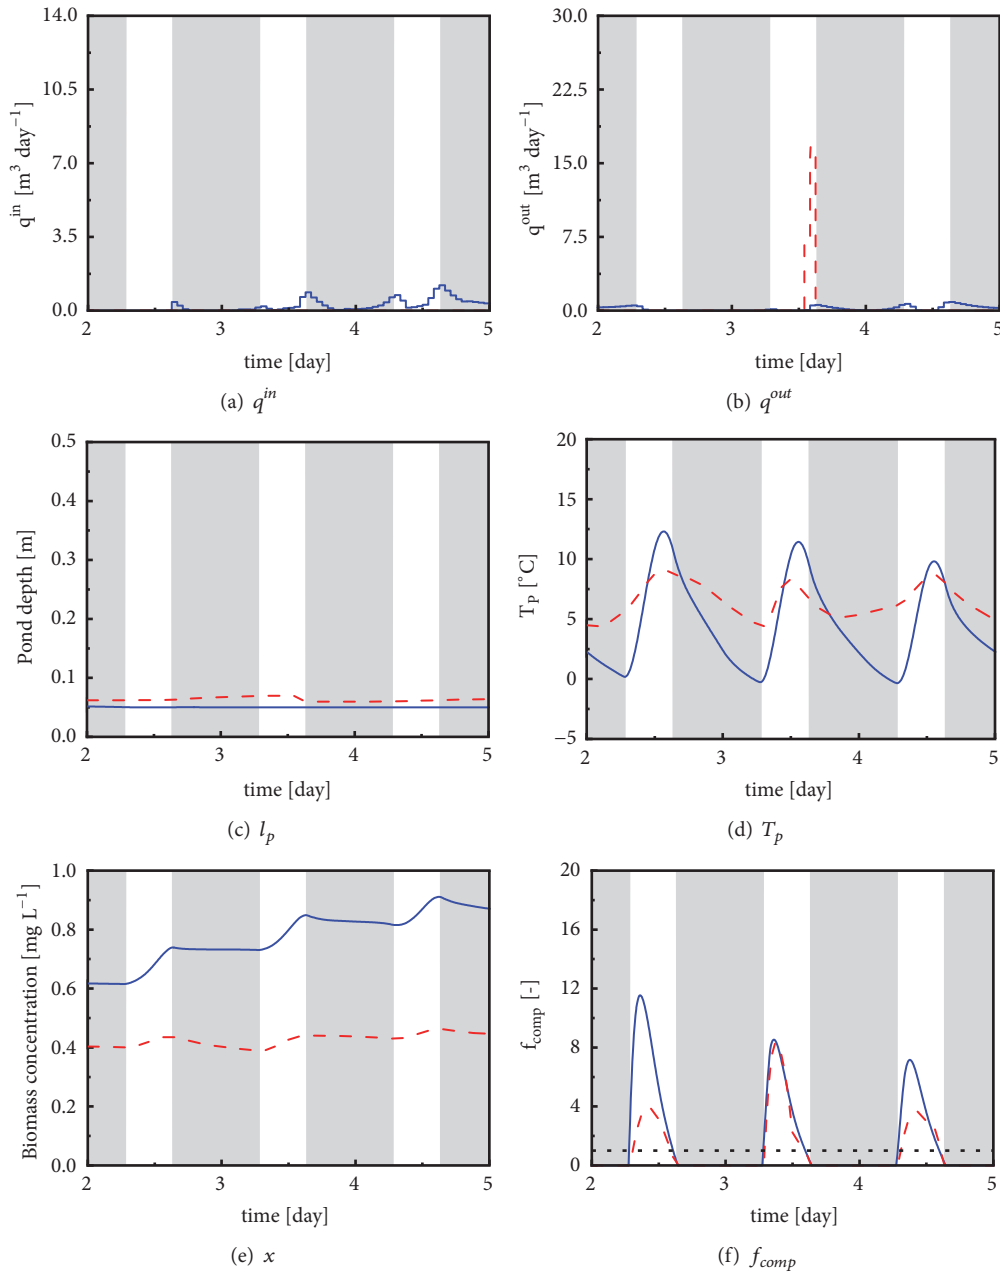 14.0
10.5
7.0
3.5
0.0
q^in [m^3 day^−1]
2 3 4 5
time [day]
(a) q^in
30.0
22.5
15.0
7.5
0.0
q^out [m^3 day^−1]
2 3 4 5
time [day]
(b) q^out
0.5
0.4
0.3
0.2
0.1
0.0
Pond depth [m]
2 3 4 5
time [day]
(c) l_p
20
15
10
5
0
−5
T_P [°C]
2 3 4 5
time [day]
(d) T_p
1.0
0.8
0.6
0.4
0.2
0.0
Biomass concentration [mg L^−1]
2 3 4 5
time [day]
(e) x
20
16
12
8
4
0
f_comp [-]
2 3 4 5
time [day]
(f) f_comp